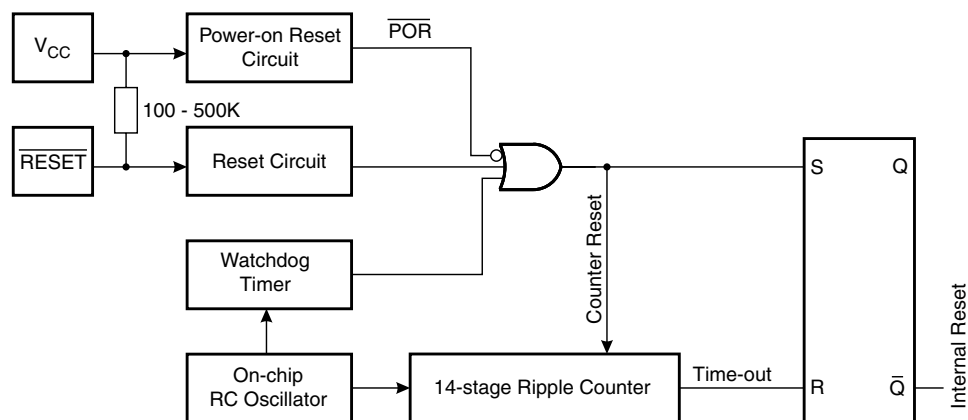 V_CC
Power-on Reset
Circuit
POR
100 - 500K
RESET
Reset Circuit
S
Q
Watchdog
Timer
Counter Reset
On-chip
RC Oscillator
14-stage Ripple Counter
Time-out
R
Q̅
Internal Reset